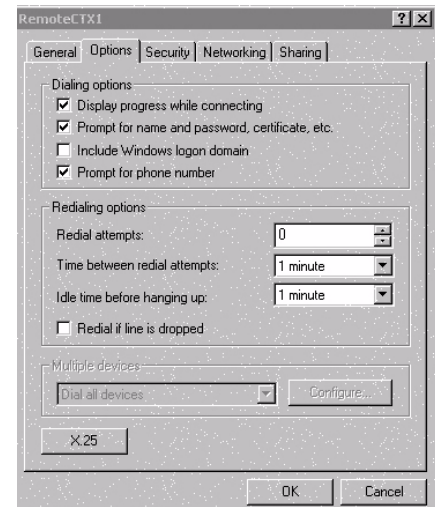 RemoteCTX1
General Options Security Networking Sharing
Dialing options
Display progress while connecting
Prompt for name and password, certificate, etc.
Include Windows logon domain
Prompt for phone number
Redialing options
Redial attempts: 0
Time between redial attempts: 1 minute
Idle time before hanging up: 1 minute
Redial if line is dropped
Multiple devices
Dial all devices Configure...
X.25
OK Cancel